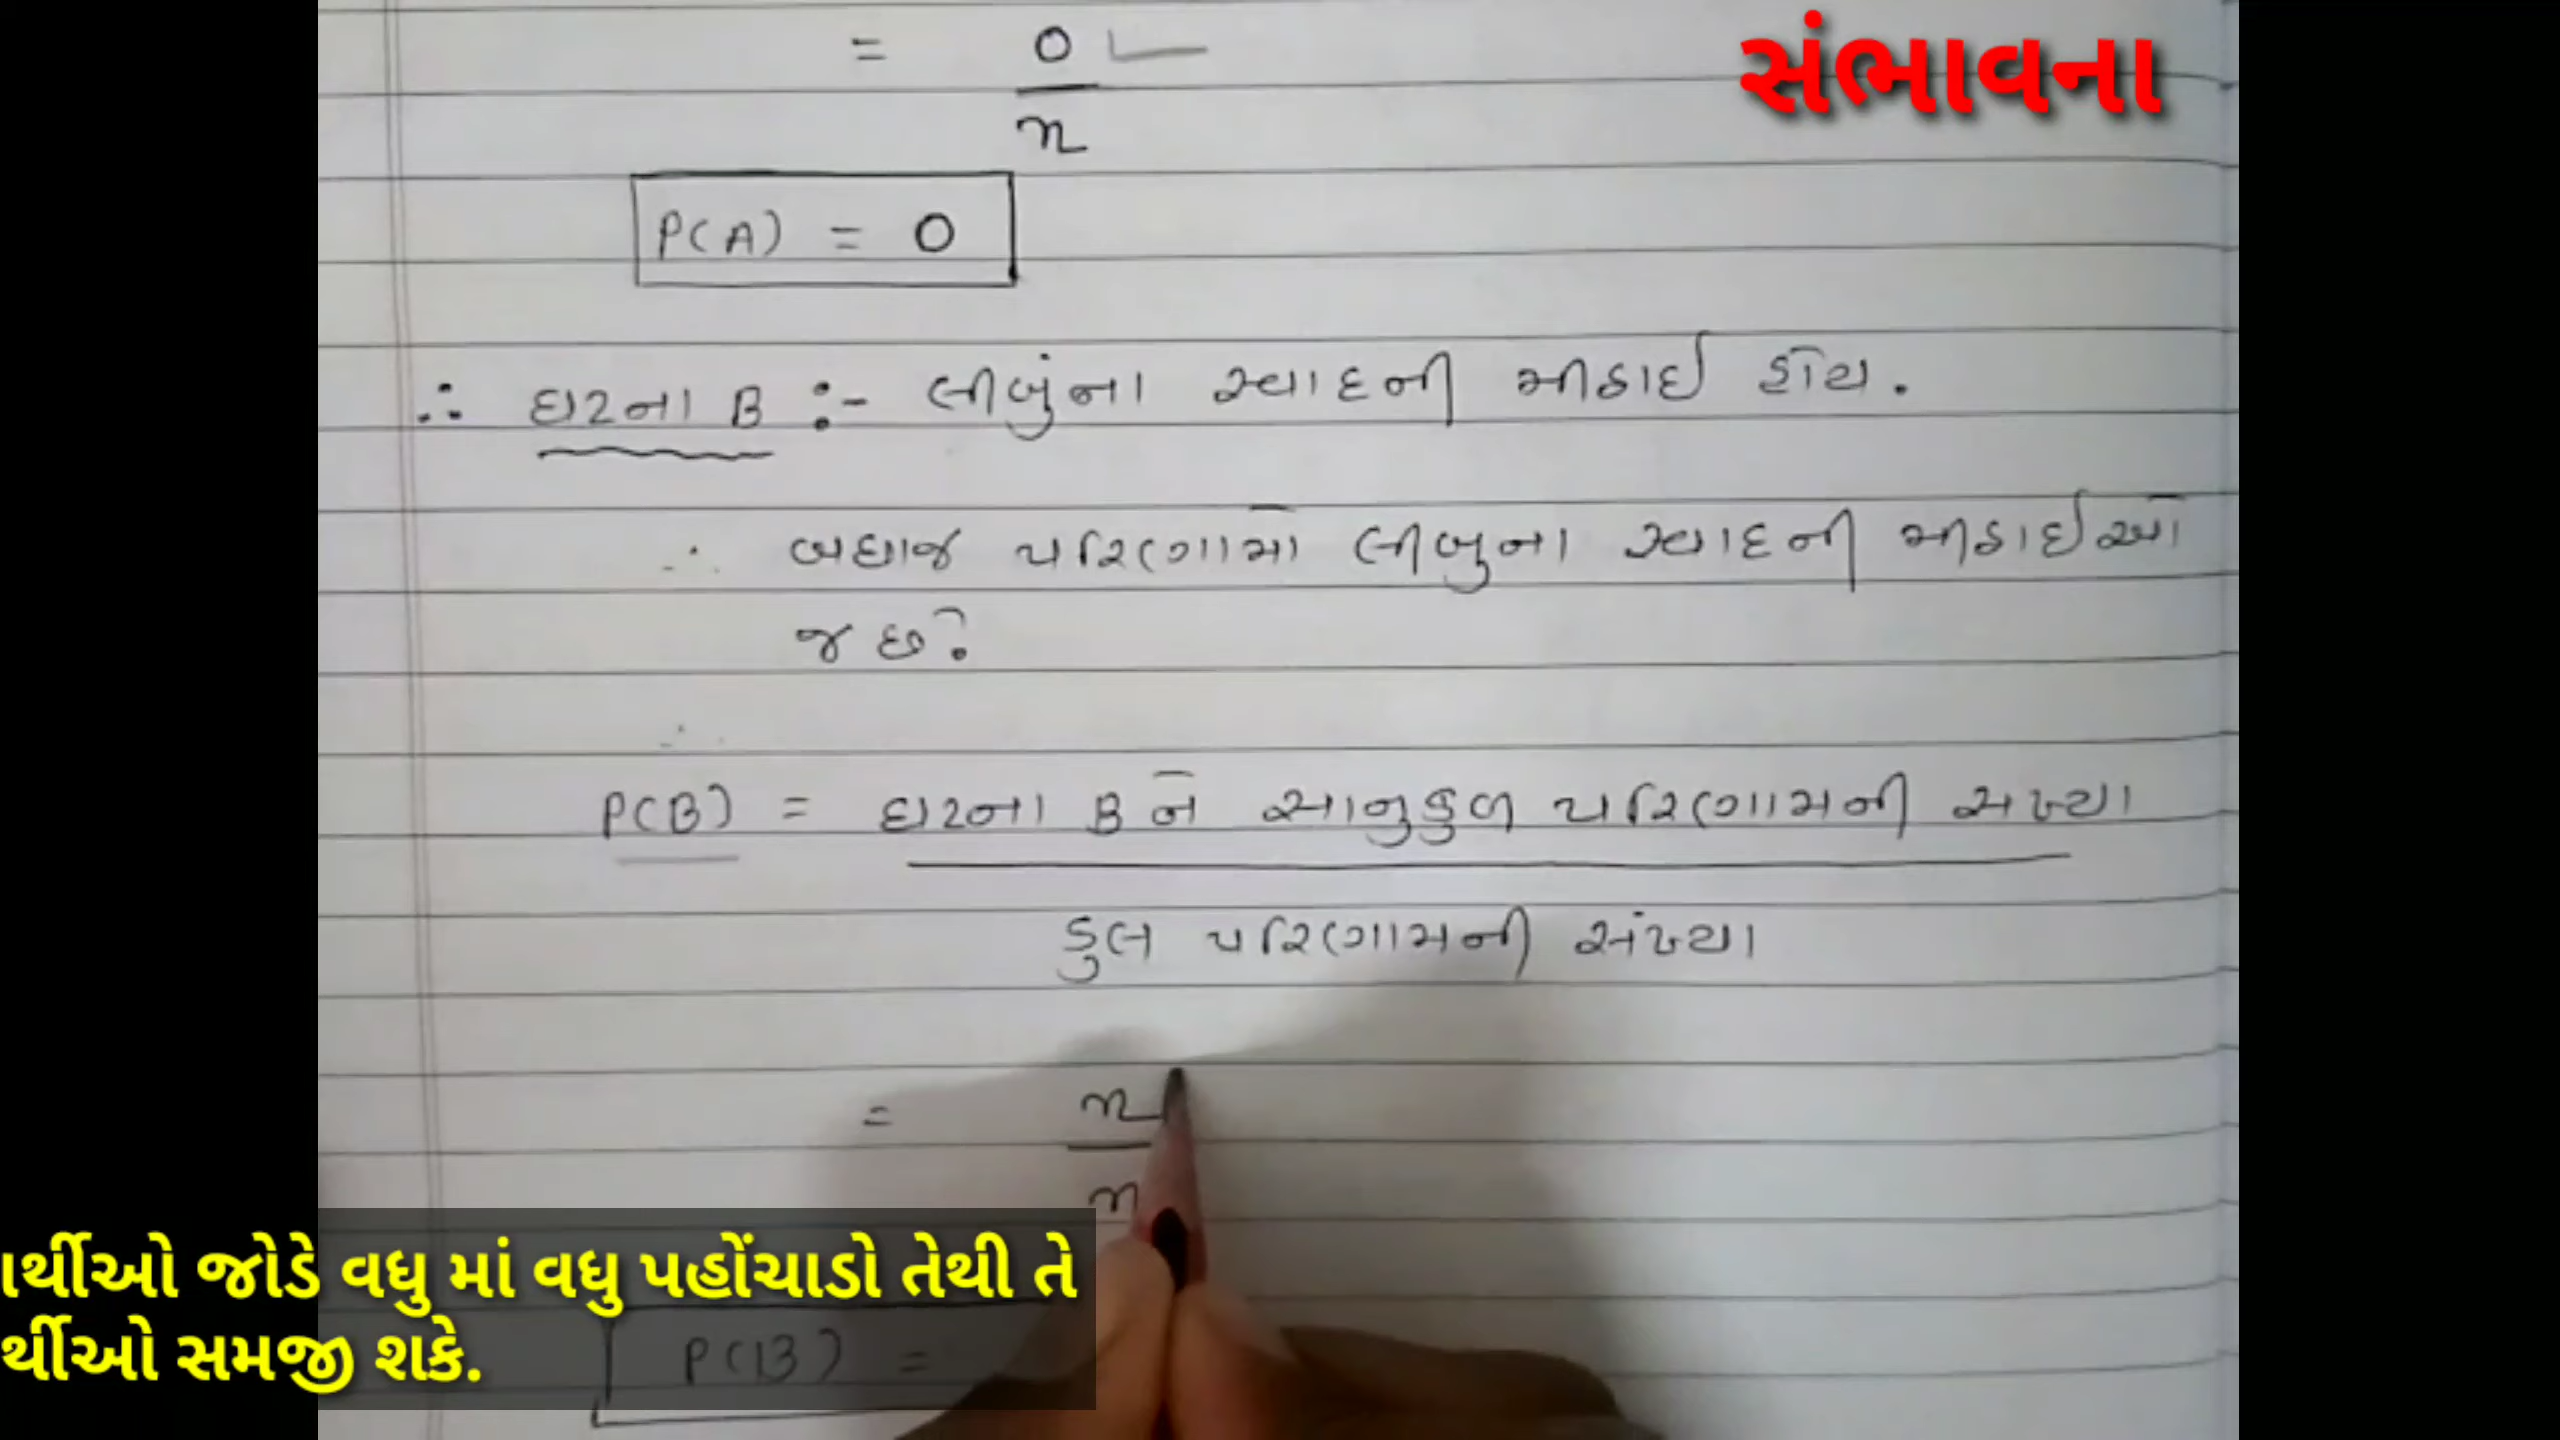 સંભાવના
= 0
n
P(A) = 0
∴ ઘટના B :- લીંબુંના સ્વાદની મીઠાઈ હોય.
∴ બધાજ પરિણામો લીબુના સ્વાદની મીઠાઈઓ
જ છે.
P(B) = ઘટના B ને સાનુકુળ પરિણામની સખ્યા
કુલ પરિણામની સંખ્યા
= n
n
ાર્થીઓ જોડે વધુ માં વધુ પહોંચાડો તેથી તે
ર્થીઓ સમજી શકે.
P(B) =